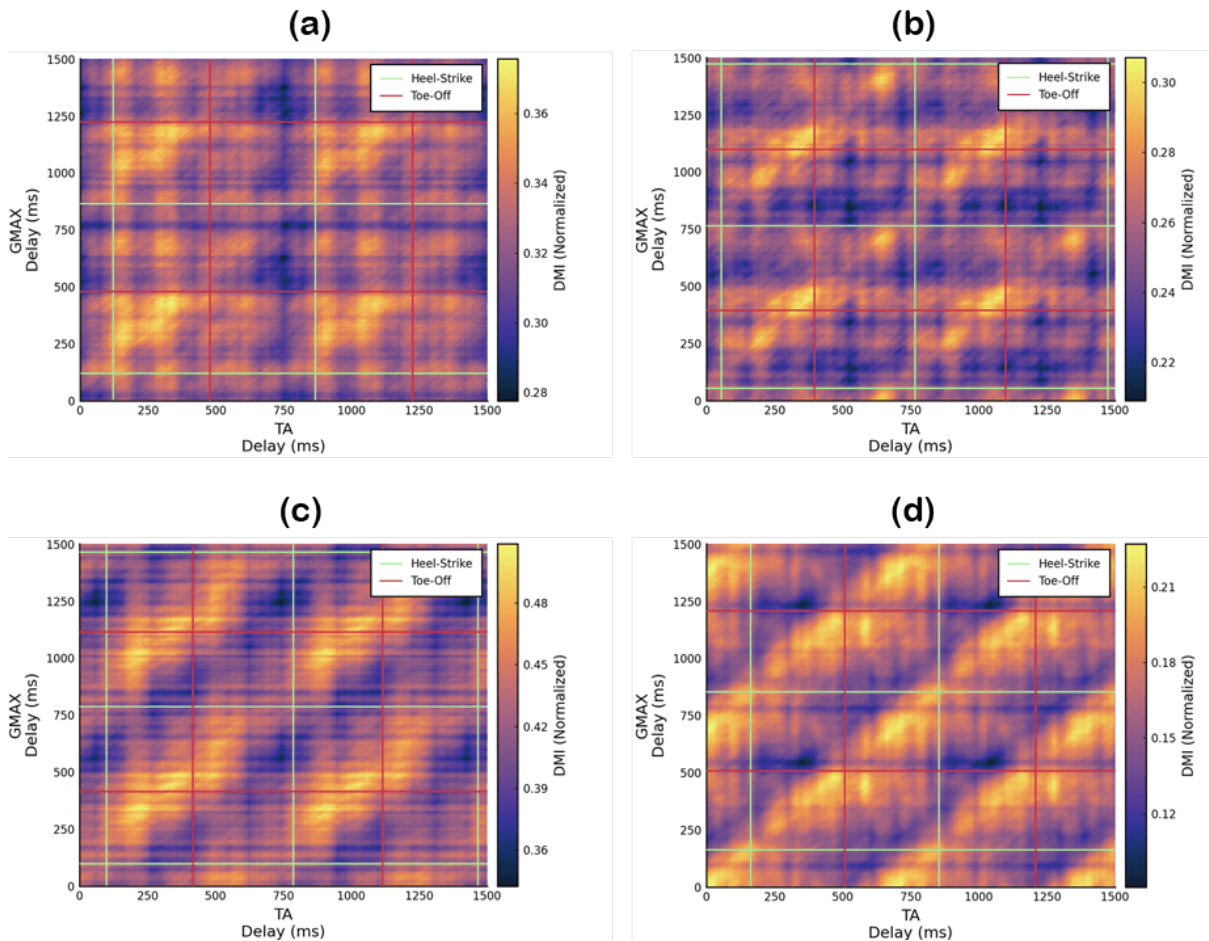 (a)
1500
1250
1000
750
500
250
0
GMAX
Delay (ms)
0 250 500 750 1000 1250 1500
TA
Delay (ms)
Heel-Strike
Toe-Off
0.36
0.34
0.32
0.30
0.28
DMI (Normalized)
(b)
1500
1250
1000
750
500
250
0
GMAX
Delay (ms)
0 250 500 750 1000 1250 1500
TA
Delay (ms)
Heel-Strike
Toe-Off
0.30
0.28
0.26
0.24
0.22
DMI (Normalized)
(c)
1500
1250
1000
750
500
250
0
GMAX
Delay (ms)
0 250 500 750 1000 1250 1500
TA
Delay (ms)
Heel-Strike
Toe-Off
0.48
0.45
0.42
0.39
0.36
DMI (Normalized)
(d)
1500
1250
1000
750
500
250
0
GMAX
Delay (ms)
0 250 500 750 1000 1250 1500
TA
Delay (ms)
Heel-Strike
Toe-Off
0.21
0.18
0.15
0.12
DMI (Normalized)